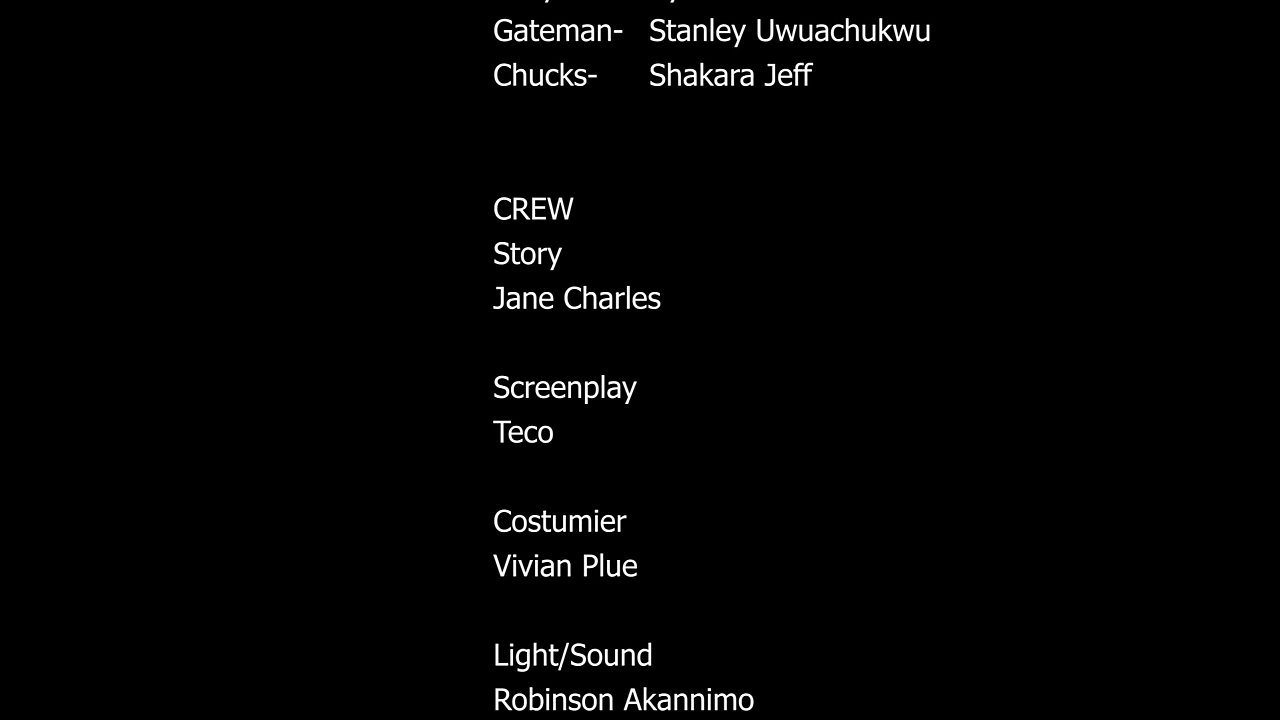 Gateman- Stanley Uwuachukwu
Chucks- Shakara Jeff
CREW
Story
Jane Charles
Screenplay
Teco
Costumier
Vivian Plue
Light/Sound
Robinson Akannimo